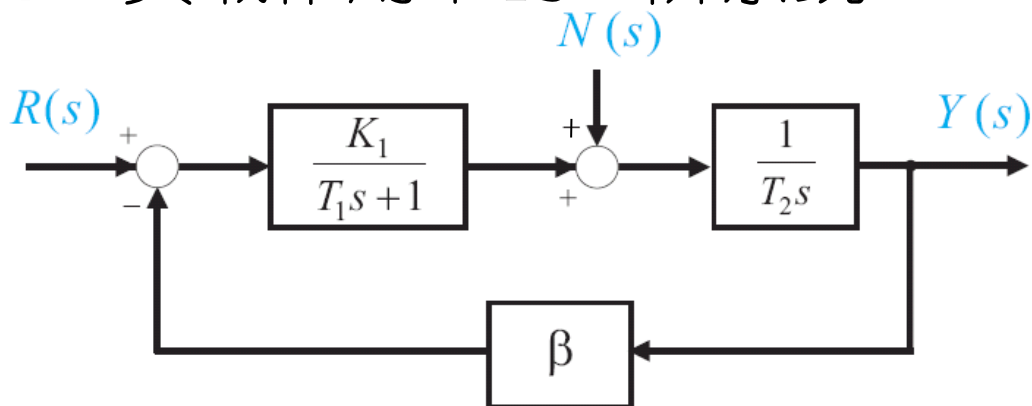 N(s)
R(s)
Y(s)
+
−
K₁
T₁s + 1
+
+
1
T₂s
β